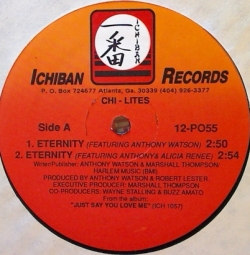 一番
ICHIBAN
ICHIBAN RECORDS
P. O. Box 724677 Atlanta, Ga. 30339 (404) 926-3377
CHI - LITES
Side A 12-PO55
1. ETERNITY (FEATURING ANTHONY WATSON) 2:50
2. ETERNITY (FEATURING ANTHONY& ALICIA RENEE) 2:54
Writer/Publisher: ANTHONY WATSON & MARSHALL THOMPSON/
HARLEM MUSIC (BMI)
PRODUCED BY ANTHONY WATSON & ROBERT LESTER
EXECUTIVE PRODUCER: MARSHALL THOMPSON
CO-PRODUCERS: WAYNE STALLING & BUZZ AMATO
From the album:
"JUST SAY YOU LOVE ME" (ICH 1057)